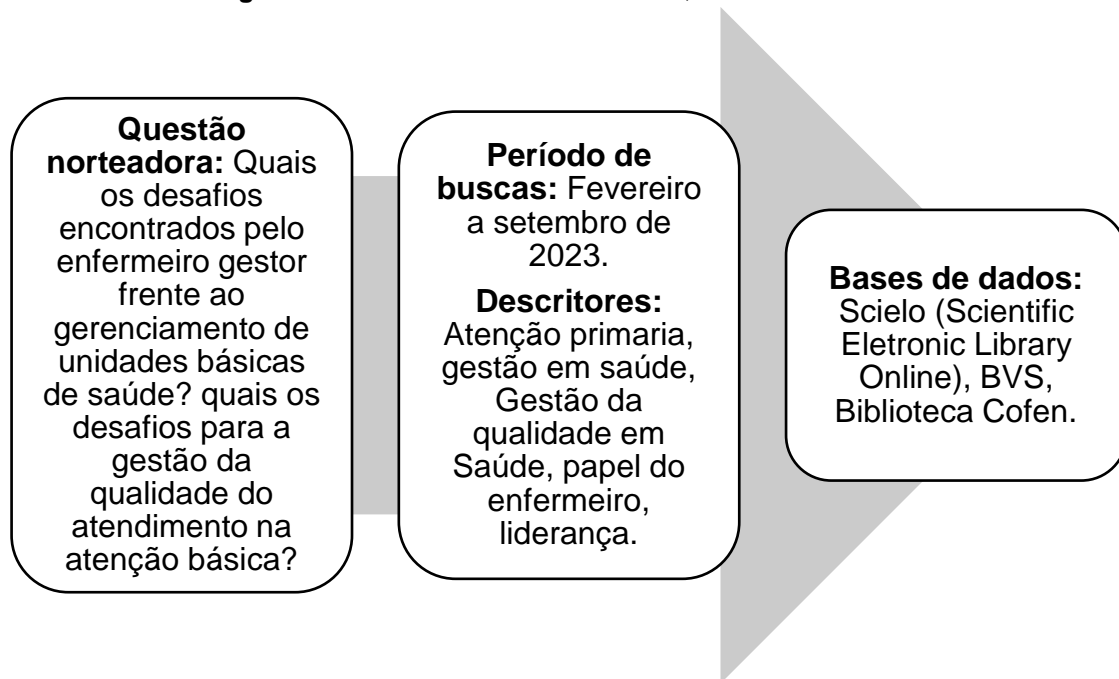 Questão
norteadora: Quais
os desafios
encontrados pelo
enfermeiro gestor
frente ao
gerenciamento de
unidades básicas
de saúde? quais os
desafios para a
gestão da
qualidade do
atendimento na
atenção básica?
Período de
buscas: Fevereiro
a setembro de
2023.
Descritores:
Atenção primaria,
gestão em saúde,
Gestão da
qualidade em
Saúde, papel do
enfermeiro,
liderança.
Bases de dados:
Scielo (Scientific
Eletronic Library
Online), BVS,
Biblioteca Cofen.